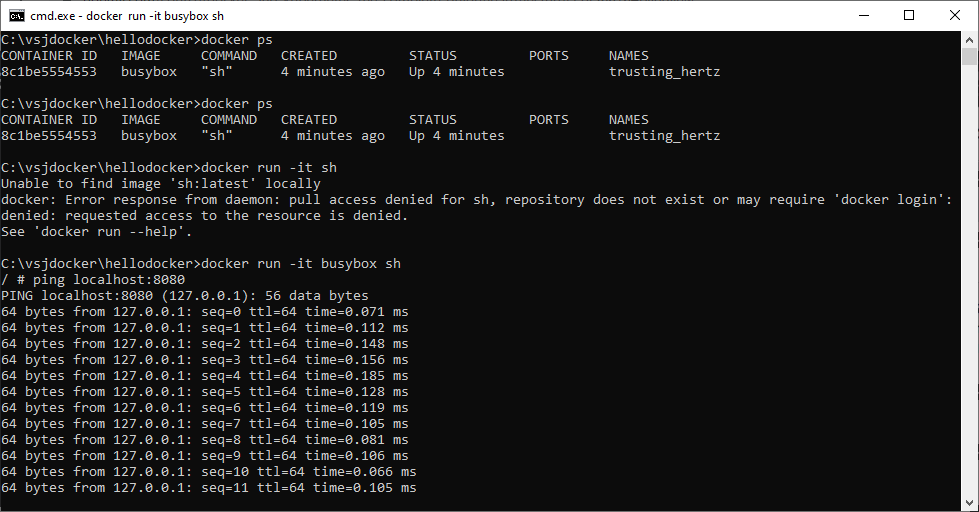 cmd.exe - docker run -it busybox sh
C:\vsjdocker\hellodocker>docker ps
CONTAINER ID   IMAGE     COMMAND   CREATED         STATUS         PORTS     NAMES
8c1be5554553   busybox   "sh"      4 minutes ago   Up 4 minutes             trusting_hertz
C:\vsjdocker\hellodocker>docker ps
CONTAINER ID   IMAGE     COMMAND   CREATED         STATUS         PORTS     NAMES
8c1be5554553   busybox   "sh"      4 minutes ago   Up 4 minutes             trusting_hertz
C:\vsjdocker\hellodocker>docker run -it sh
Unable to find image 'sh:latest' locally
docker: Error response from daemon: pull access denied for sh, repository does not exist or may require 'docker login':
denied: requested access to the resource is denied.
See 'docker run --help'.
C:\vsjdocker\hellodocker>docker run -it busybox sh
/ # ping localhost:8080
PING localhost:8080 (127.0.0.1): 56 data bytes
64 bytes from 127.0.0.1: seq=0 ttl=64 time=0.071 ms
64 bytes from 127.0.0.1: seq=1 ttl=64 time=0.112 ms
64 bytes from 127.0.0.1: seq=2 ttl=64 time=0.148 ms
64 bytes from 127.0.0.1: seq=3 ttl=64 time=0.156 ms
64 bytes from 127.0.0.1: seq=4 ttl=64 time=0.185 ms
64 bytes from 127.0.0.1: seq=5 ttl=64 time=0.128 ms
64 bytes from 127.0.0.1: seq=6 ttl=64 time=0.119 ms
64 bytes from 127.0.0.1: seq=7 ttl=64 time=0.105 ms
64 bytes from 127.0.0.1: seq=8 ttl=64 time=0.081 ms
64 bytes from 127.0.0.1: seq=9 ttl=64 time=0.106 ms
64 bytes from 127.0.0.1: seq=10 ttl=64 time=0.066 ms
64 bytes from 127.0.0.1: seq=11 ttl=64 time=0.105 ms